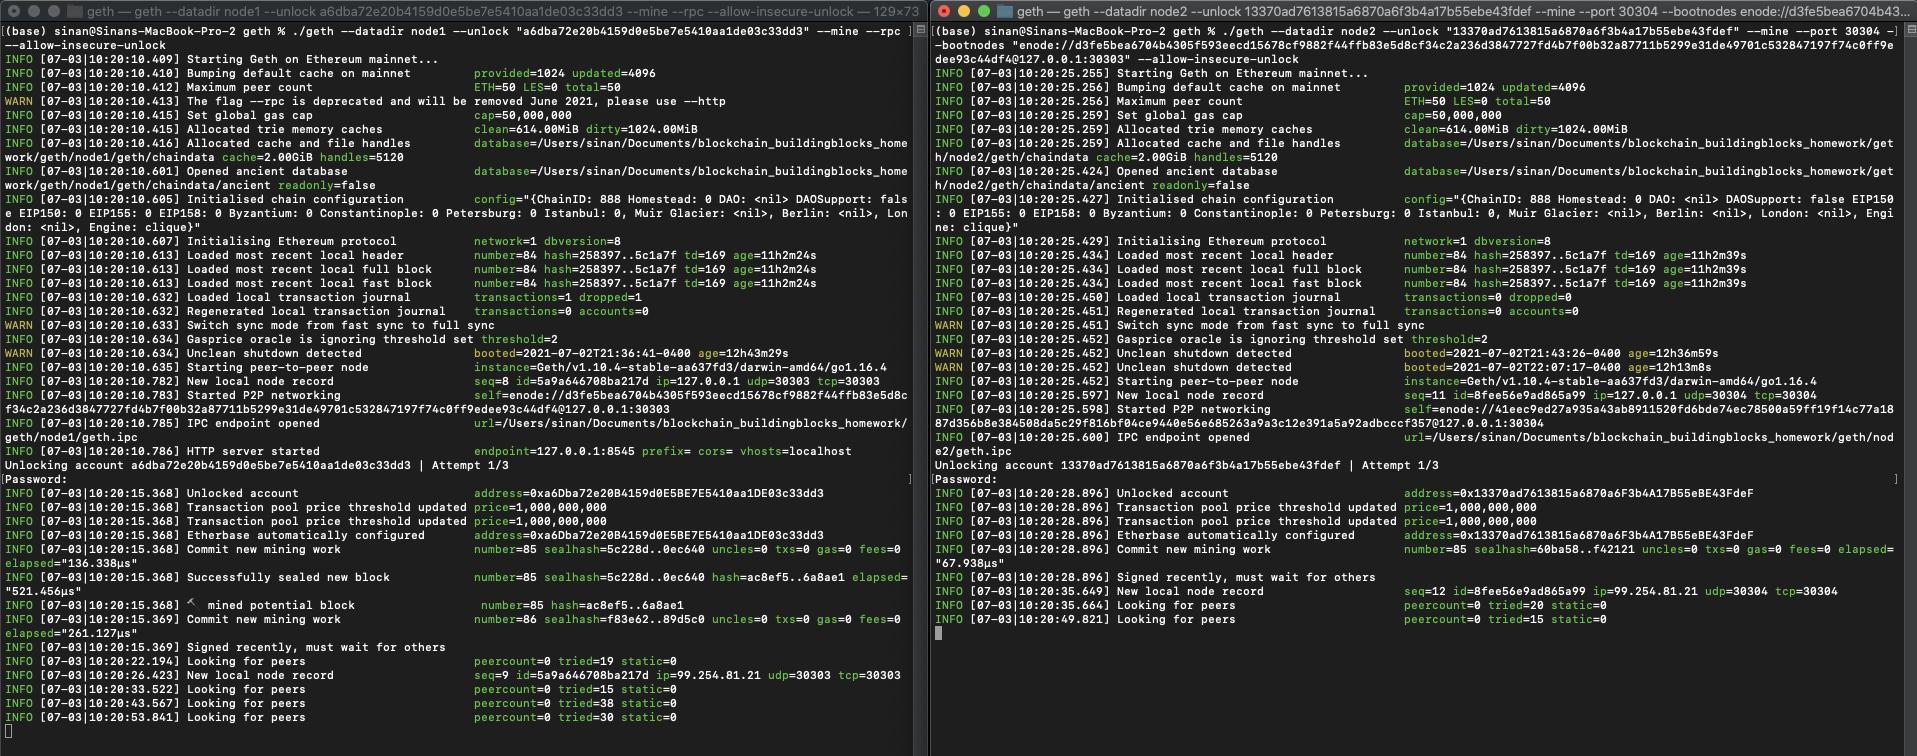 geth — geth --datadir node1 --unlock a6dba72e20b4159d0e5be7e5410aa1de03c33dd3 --mine --rpc --allow-insecure-unlock — 129×73
(base) sinan@Sinans-MacBook-Pro-2 geth % ./geth --datadir node1 --unlock "a6dba72e20b4159d0e5be7e5410aa1de03c33dd3" --mine --rpc
--allow-insecure-unlock
INFO [07-03|10:20:10.409] Starting Geth on Ethereum mainnet...
INFO [07-03|10:20:10.410] Bumping default cache on mainnet provided=1024 updated=4096
INFO [07-03|10:20:10.412] Maximum peer count ETH=50 LES=0 total=50
WARN [07-03|10:20:10.413] The flag --rpc is deprecated and will be removed June 2021, please use --http
INFO [07-03|10:20:10.415] Set global gas cap cap=50,000,000
INFO [07-03|10:20:10.415] Allocated trie memory caches clean=614.00MiB dirty=1024.00MiB
INFO [07-03|10:20:10.416] Allocated cache and file handles database=/Users/sinan/Documents/blockchain_buildingblocks_home
work/geth/node1/geth/chaindata cache=2.00GiB handles=5120
INFO [07-03|10:20:10.601] Opened ancient database database=/Users/sinan/Documents/blockchain_buildingblocks_home
work/geth/node1/geth/chaindata/ancient readonly=false
INFO [07-03|10:20:10.605] Initialised chain configuration config="{ChainID: 888 Homestead: 0 DAO: <nil> DAOSupport: fals
e EIP150: 0 EIP155: 0 EIP158: 0 Byzantium: 0 Constantinople: 0 Petersburg: 0 Istanbul: 0, Muir Glacier: <nil>, Berlin: <nil>, Lon
don: <nil>, Engine: clique}"
INFO [07-03|10:20:10.607] Initialising Ethereum protocol network=1 dbversion=8
INFO [07-03|10:20:10.613] Loaded most recent local header number=84 hash=258397..5c1a7f td=169 age=11h2m24s
INFO [07-03|10:20:10.613] Loaded most recent local full block number=84 hash=258397..5c1a7f td=169 age=11h2m24s
INFO [07-03|10:20:10.613] Loaded most recent local fast block number=84 hash=258397..5c1a7f td=169 age=11h2m24s
INFO [07-03|10:20:10.632] Loaded local transaction journal transactions=1 dropped=1
INFO [07-03|10:20:10.632] Regenerated local transaction journal transactions=0 accounts=0
WARN [07-03|10:20:10.633] Switch sync mode from fast sync to full sync
INFO [07-03|10:20:10.634] Gasprice oracle is ignoring threshold set threshold=2
WARN [07-03|10:20:10.634] Unclean shutdown detected booted=2021-07-02T21:36:41-0400 age=12h43m29s
INFO [07-03|10:20:10.635] Starting peer-to-peer node instance=Geth/v1.10.4-stable-aa637fd3/darwin-amd64/go1.16.4
INFO [07-03|10:20:10.782] New local node record seq=8 id=5a9a646708ba217d ip=127.0.0.1 udp=30303 tcp=30303
INFO [07-03|10:20:10.783] Started P2P networking self=enode://d3fe5bea6704b4305f593eecd15678cf9882f44ffb83e5d8c
f34c2a236d3847727fd4b7f00b32a87711b5299e31de49701c532847197f74c0ff9edee93c44df4@127.0.0.1:30303
INFO [07-03|10:20:10.785] IPC endpoint opened url=/Users/sinan/Documents/blockchain_buildingblocks_homework/
geth/node1/geth.ipc
INFO [07-03|10:20:10.786] HTTP server started endpoint=127.0.0.1:8545 prefix= cors= vhosts=localhost
Unlocking account a6dba72e20b4159d0e5be7e5410aa1de03c33dd3 | Attempt 1/3
Password:
INFO [07-03|10:20:15.368] Unlocked account address=0xa6Dba72e20B4159d0E5BE7E5410aa1DE03c33dd3
INFO [07-03|10:20:15.368] Transaction pool price threshold updated price=1,000,000,000
INFO [07-03|10:20:15.368] Transaction pool price threshold updated price=1,000,000,000
INFO [07-03|10:20:15.368] Etherbase automatically configured address=0xa6Dba72e20B4159d0E5BE7E5410aa1DE03c33dd3
INFO [07-03|10:20:15.368] Commit new mining work number=85 sealhash=5c228d..0ec640 uncles=0 txs=0 gas=0 fees=0
elapsed="136.338µs"
INFO [07-03|10:20:15.368] Successfully sealed new block number=85 sealhash=5c228d..0ec640 hash=ac8ef5..6a8ae1 elapsed=
"521.456µs"
INFO [07-03|10:20:15.368] 🔨 mined potential block number=85 hash=ac8ef5..6a8ae1
INFO [07-03|10:20:15.369] Commit new mining work number=86 sealhash=f83e62..89d5c0 uncles=0 txs=0 gas=0 fees=0
elapsed="261.127µs"
INFO [07-03|10:20:15.369] Signed recently, must wait for others
INFO [07-03|10:20:22.194] Looking for peers peercount=0 tried=19 static=0
INFO [07-03|10:20:26.423] New local node record seq=9 id=5a9a646708ba217d ip=99.254.81.21 udp=30303 tcp=30303
INFO [07-03|10:20:33.522] Looking for peers peercount=0 tried=15 static=0
INFO [07-03|10:20:43.567] Looking for peers peercount=0 tried=38 static=0
INFO [07-03|10:20:53.841] Looking for peers peercount=0 tried=30 static=0
geth — geth --datadir node2 --unlock 13370ad7613815a6870a6f3b4a17b55ebe43fdef --mine --port 30304 --bootnodes enode://d3fe5bea6704b43...
(base) sinan@Sinans-MacBook-Pro-2 geth % ./geth --datadir node2 --unlock "13370ad7613815a6870a6f3b4a17b55ebe43fdef" --mine --port 30304 -
-bootnodes "enode://d3fe5bea6704b4305f593eecd15678cf9882f44ffb83e5d8cf34c2a236d3847727fd4b7f00b32a87711b5299e31de49701c532847197f74c0ff9e
dee93c44df4@127.0.0.1:30303" --allow-insecure-unlock
INFO [07-03|10:20:25.255] Starting Geth on Ethereum mainnet...
INFO [07-03|10:20:25.256] Bumping default cache on mainnet provided=1024 updated=4096
INFO [07-03|10:20:25.256] Maximum peer count ETH=50 LES=0 total=50
INFO [07-03|10:20:25.259] Set global gas cap cap=50,000,000
INFO [07-03|10:20:25.259] Allocated trie memory caches clean=614.00MiB dirty=1024.00MiB
INFO [07-03|10:20:25.259] Allocated cache and file handles database=/Users/sinan/Documents/blockchain_buildingblocks_homework/get
h/node2/geth/chaindata cache=2.00GiB handles=5120
INFO [07-03|10:20:25.424] Opened ancient database database=/Users/sinan/Documents/blockchain_buildingblocks_homework/get
h/node2/geth/chaindata/ancient readonly=false
INFO [07-03|10:20:25.427] Initialised chain configuration config="{ChainID: 888 Homestead: 0 DAO: <nil> DAOSupport: false EIP150
: 0 EIP155: 0 EIP158: 0 Byzantium: 0 Constantinople: 0 Petersburg: 0 Istanbul: 0, Muir Glacier: <nil>, Berlin: <nil>, London: <nil>, Engi
ne: clique}"
INFO [07-03|10:20:25.429] Initialising Ethereum protocol network=1 dbversion=8
INFO [07-03|10:20:25.434] Loaded most recent local header number=84 hash=258397..5c1a7f td=169 age=11h2m39s
INFO [07-03|10:20:25.434] Loaded most recent local full block number=84 hash=258397..5c1a7f td=169 age=11h2m39s
INFO [07-03|10:20:25.434] Loaded most recent local fast block number=84 hash=258397..5c1a7f td=169 age=11h2m39s
INFO [07-03|10:20:25.450] Loaded local transaction journal transactions=0 dropped=0
INFO [07-03|10:20:25.451] Regenerated local transaction journal transactions=0 accounts=0
WARN [07-03|10:20:25.451] Switch sync mode from fast sync to full sync
INFO [07-03|10:20:25.452] Gasprice oracle is ignoring threshold set threshold=2
WARN [07-03|10:20:25.452] Unclean shutdown detected booted=2021-07-02T21:43:26-0400 age=12h36m59s
WARN [07-03|10:20:25.452] Unclean shutdown detected booted=2021-07-02T22:07:17-0400 age=12h13m8s
INFO [07-03|10:20:25.452] Starting peer-to-peer node instance=Geth/v1.10.4-stable-aa637fd3/darwin-amd64/go1.16.4
INFO [07-03|10:20:25.597] New local node record seq=11 id=8fee56e9ad865a99 ip=127.0.0.1 udp=30304 tcp=30304
INFO [07-03|10:20:25.598] Started P2P networking self=enode://41eec9ed27a935a43ab8911520fd6bde74ec78500a59ff19f14c77a18
87d356b8e384508da5c29f816bf04ce9440e56e685263a9a3c12e391a5a92adbcccf357@127.0.0.1:30304
INFO [07-03|10:20:25.600] IPC endpoint opened url=/Users/sinan/Documents/blockchain_buildingblocks_homework/geth/nod
e2/geth.ipc
Unlocking account 13370ad7613815a6870a6f3b4a17b55ebe43fdef | Attempt 1/3
Password:
INFO [07-03|10:20:28.896] Unlocked account address=0x13370ad7613815a6870a6F3b4A17B55eBE43FdeF
INFO [07-03|10:20:28.896] Transaction pool price threshold updated price=1,000,000,000
INFO [07-03|10:20:28.896] Transaction pool price threshold updated price=1,000,000,000
INFO [07-03|10:20:28.896] Etherbase automatically configured address=0x13370ad7613815a6870a6F3b4A17B55eBE43FdeF
INFO [07-03|10:20:28.896] Commit new mining work number=85 sealhash=60ba58..f42121 uncles=0 txs=0 gas=0 fees=0 elapsed=
"67.938µs"
INFO [07-03|10:20:28.896] Signed recently, must wait for others
INFO [07-03|10:20:35.649] New local node record seq=12 id=8fee56e9ad865a99 ip=99.254.81.21 udp=30304 tcp=30304
INFO [07-03|10:20:35.664] Looking for peers peercount=0 tried=20 static=0
INFO [07-03|10:20:49.821] Looking for peers peercount=0 tried=15 static=0